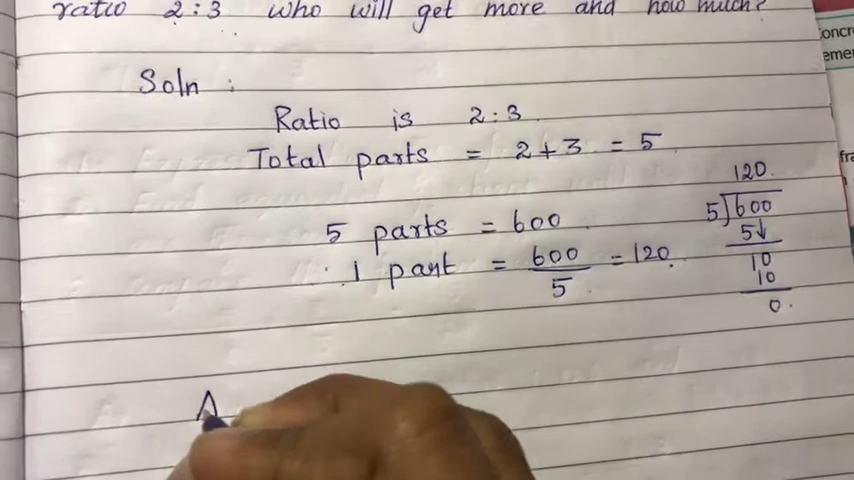 ratio 2:3 who will get more and how much?
Soln :
Ratio is 2:3
Total parts = 2+3 = 5
5 parts = 600
1 part = 600/5 = 120
120
5)600
5↓
10
10
0
A